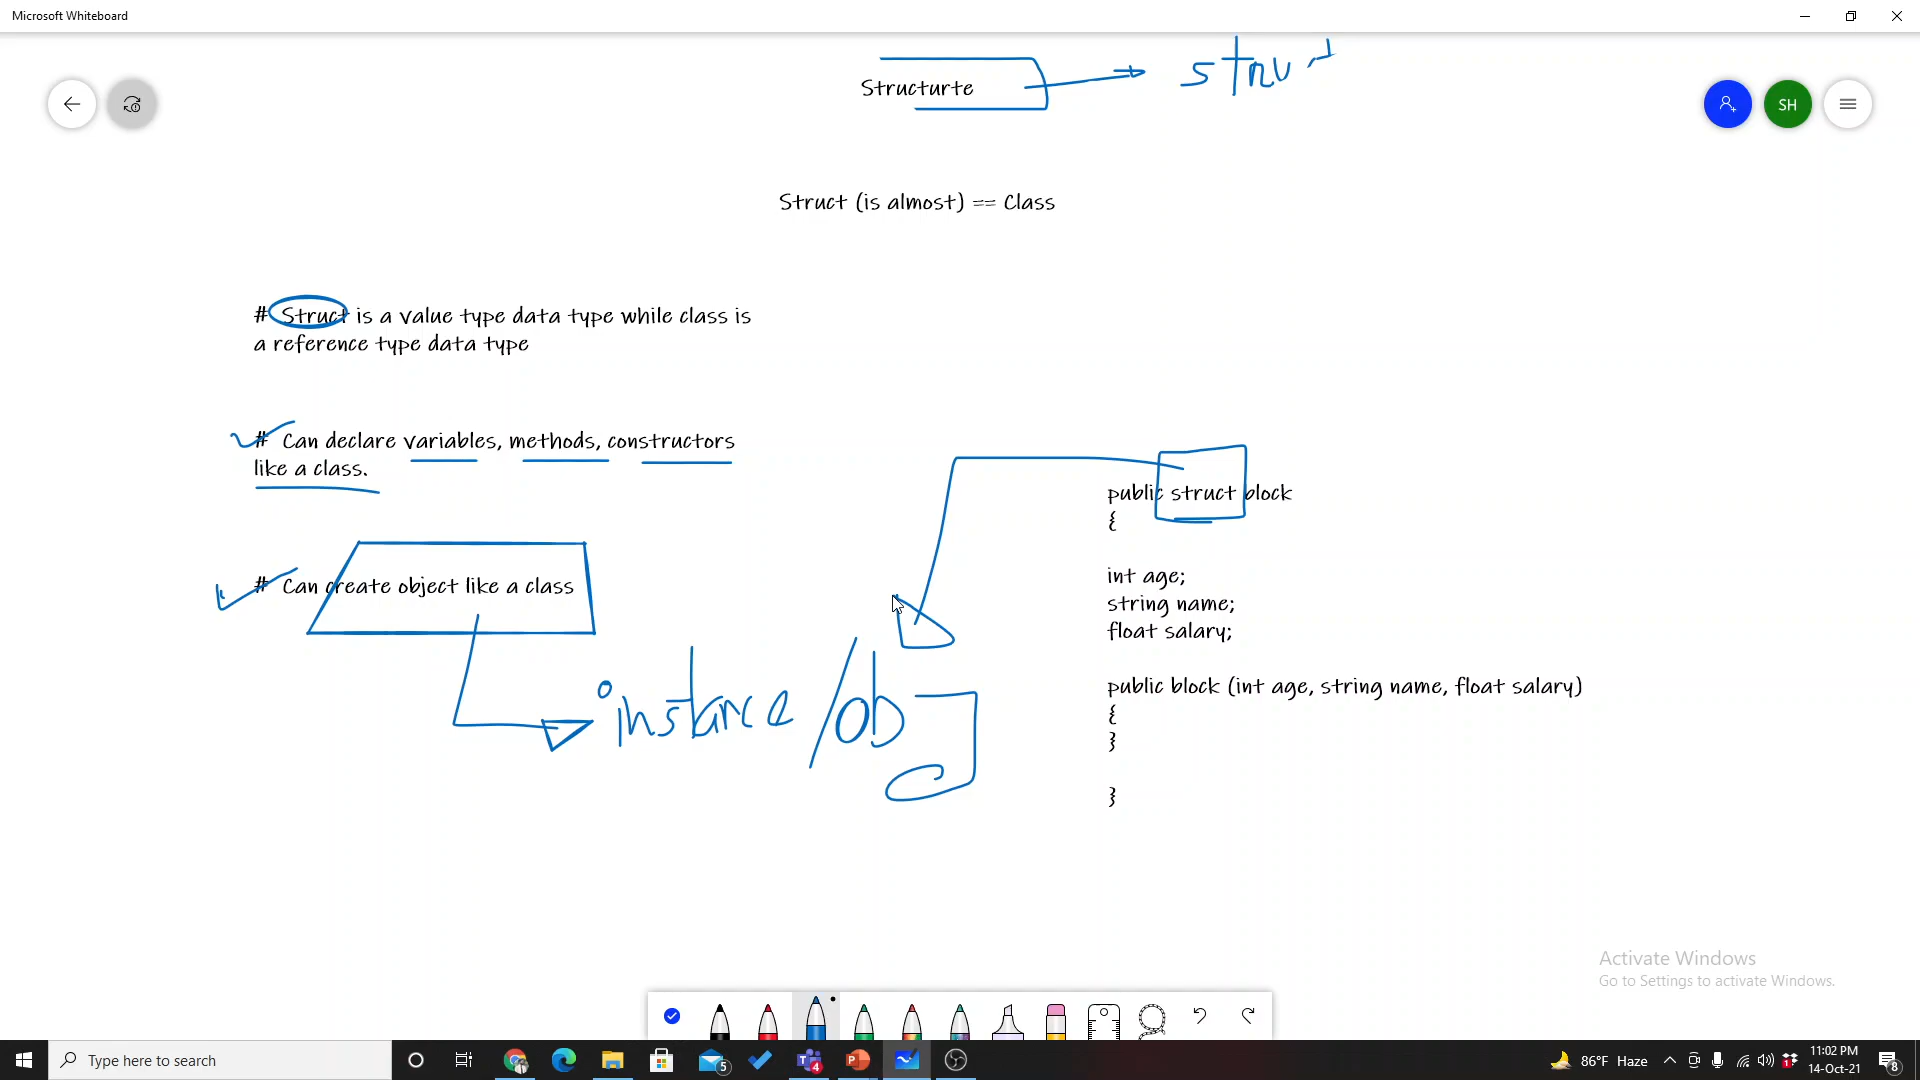 Microsoft Whiteboard
Structurte
SH
Struct (is almost) == Class
# Struct is a value type data type while class is
a reference type data type
# Can declare variables, methods, constructors
like a class.
public struct block
{
# Can create object like a class
int age;
string name;
float salary;
instance /obj
public block (int age, string name, float salary)
{
}
}
Activate Windows
Go to Settings to activate Windows.
Type here to search
5
4
86°F Haze
11:02 PM
14-Oct-21
8